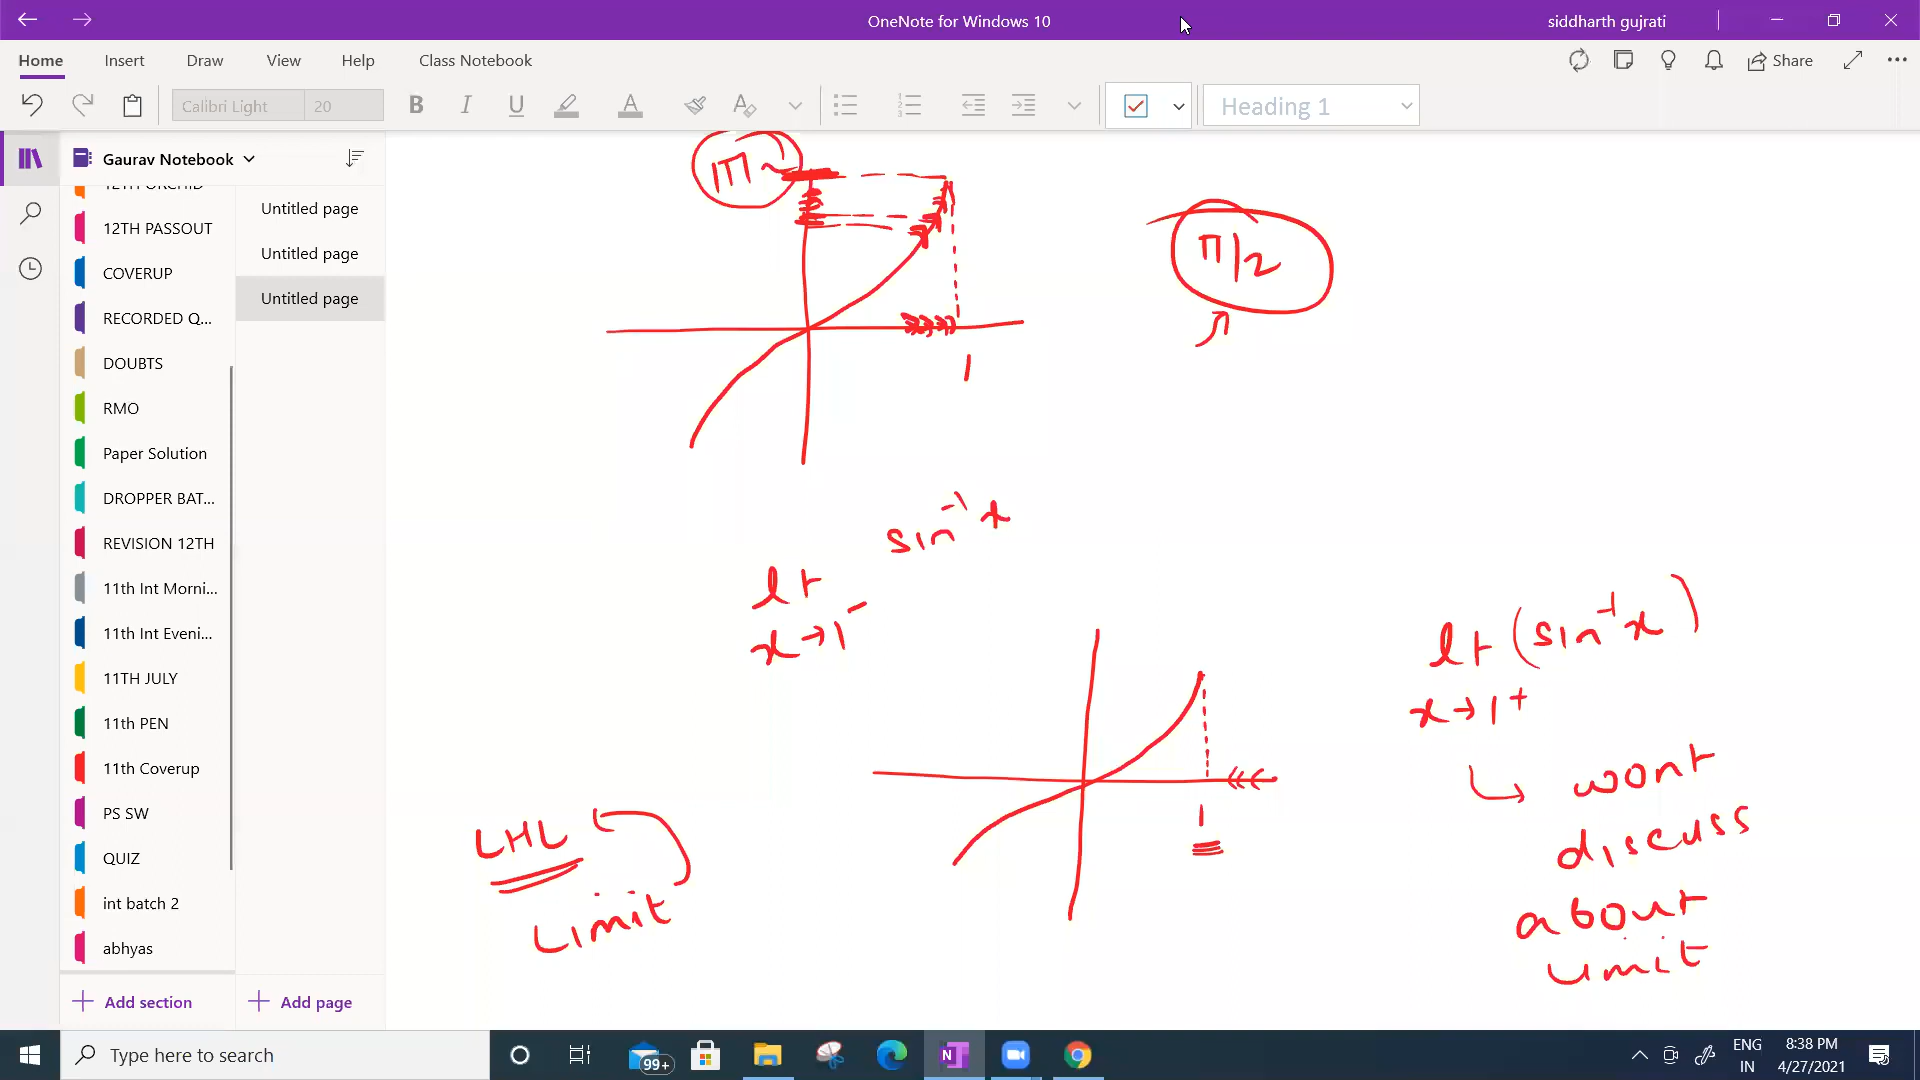 OneNote for Windows 10
siddharth gujrati
Home Insert Draw View Help Class Notebook
Share
Calibri Light 20
B I U A
Heading 1
Gaurav Notebook
12TH ORCHID
12TH PASSOUT
COVERUP
RECORDED Q...
DOUBTS
RMO
Paper Solution
DROPPER BAT...
REVISION 12TH
11th Int Morni...
11th Int Eveni...
11TH JULY
11th PEN
11th Coverup
PS SW
QUIZ
int batch 2
abhyas
Add section
Untitled page
Untitled page
Untitled page
Add page
π/2
1
sin⁻¹ x
lt
x→1⁻
1
LHL
Limit
lt (sin⁻¹x)
x→1⁺
wont
discuss
about
limit
Type here to search
99+
N
ENG
IN
8:38 PM
4/27/2021